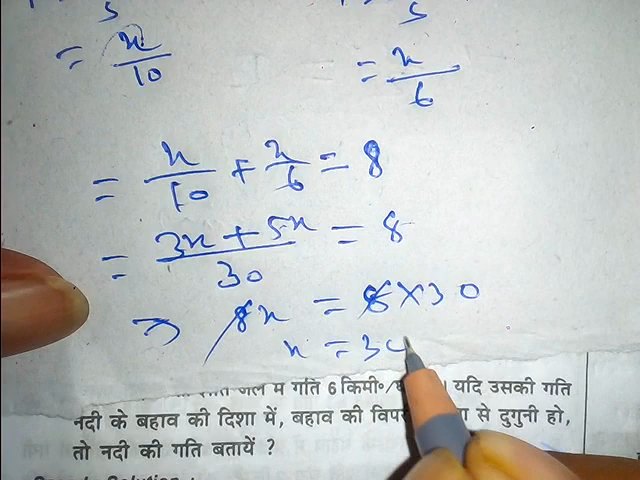 5 5
= x/10 = x/6
= x/10 + x/6 = 8
= 3x + 5x/30 = 8
⇒ 8x = 8 × 30
x = 30
जल में गति 6 किमी॰/ यदि उसकी गति
नदी के बहाव की दिशा में, बहाव की से दुगुनी हो,
तो नदी की गति बतायें ?